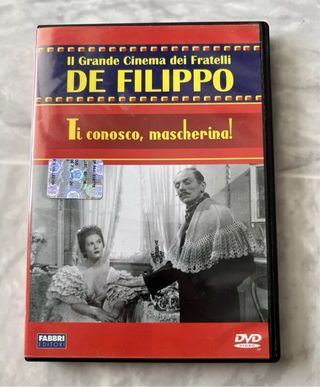 Il Grande Cinema dei Fratelli
DE FILIPPO
Ti conosco, mascherina!
FABBRI
EDITORI
DVD
VIDEO